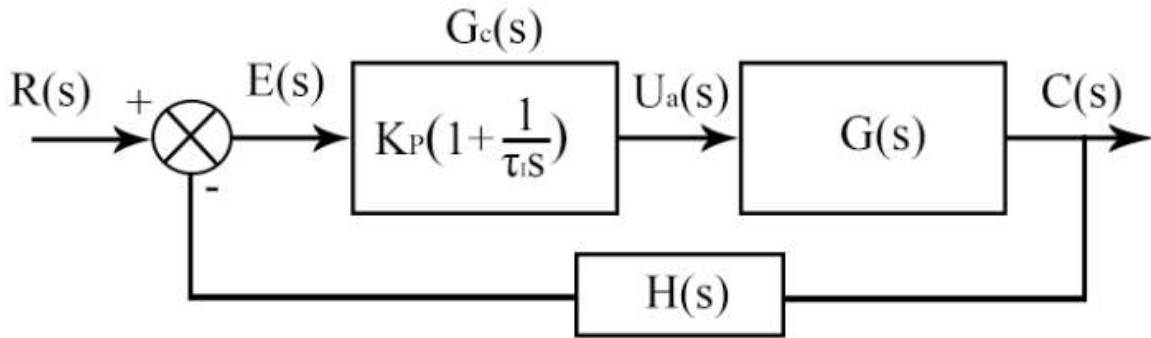 Gc(s)
R(s)
+
E(s)
Kp(1+ 1/τIs)
Ua(s)
G(s)
C(s)
-
H(s)